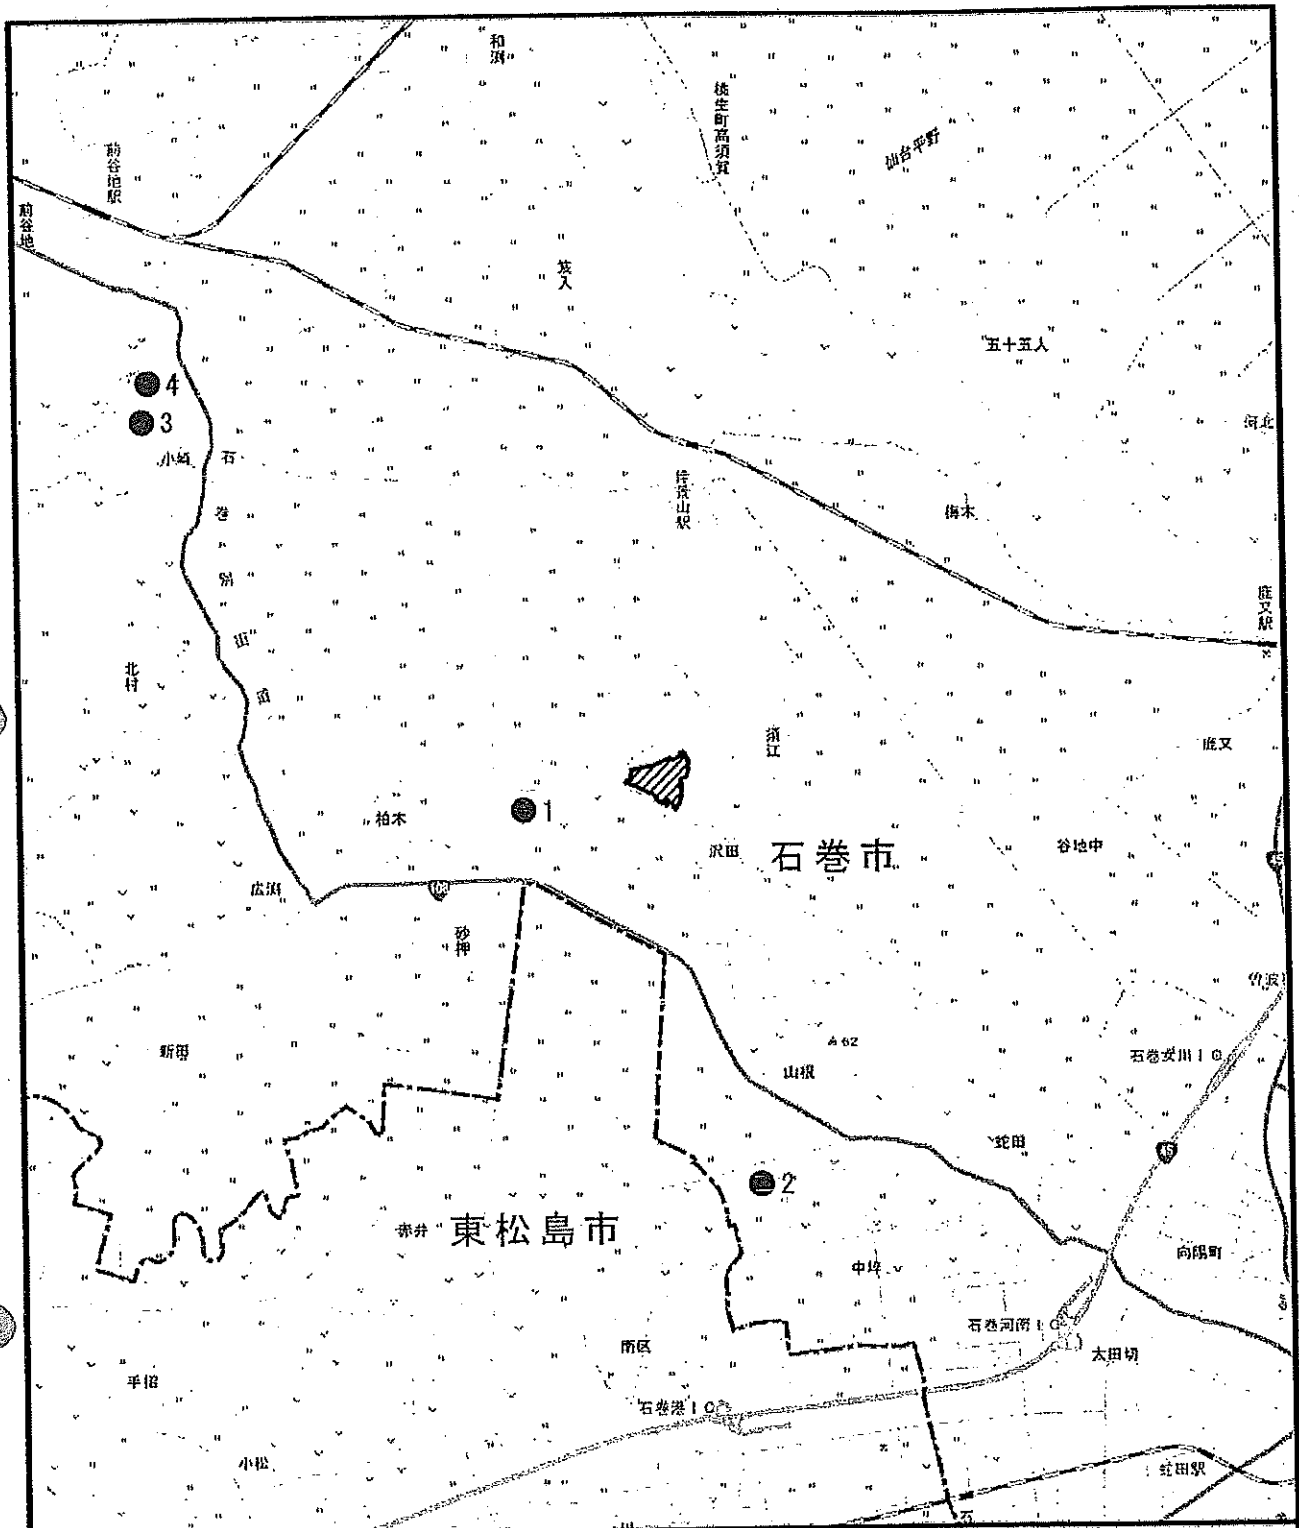 和渕
桃生町高須賀
仙台平野
前谷地駅
前谷地
笈入
五十五人
4
3
河北
小崎
石巻別街道
佳景山駅
梅木
鹿又駅
北村
須江
鹿又
1
柏木
沢田
石巻市
谷地中
45
広渕
108
砂押
曽波
新田
62
山根
石巻女川IC
蛇田
45
2
赤井
東松島市
中埣
向陽町
石巻河南IC
南区
太田切
平沼
石巻港IC
小松
蛇田駅
石